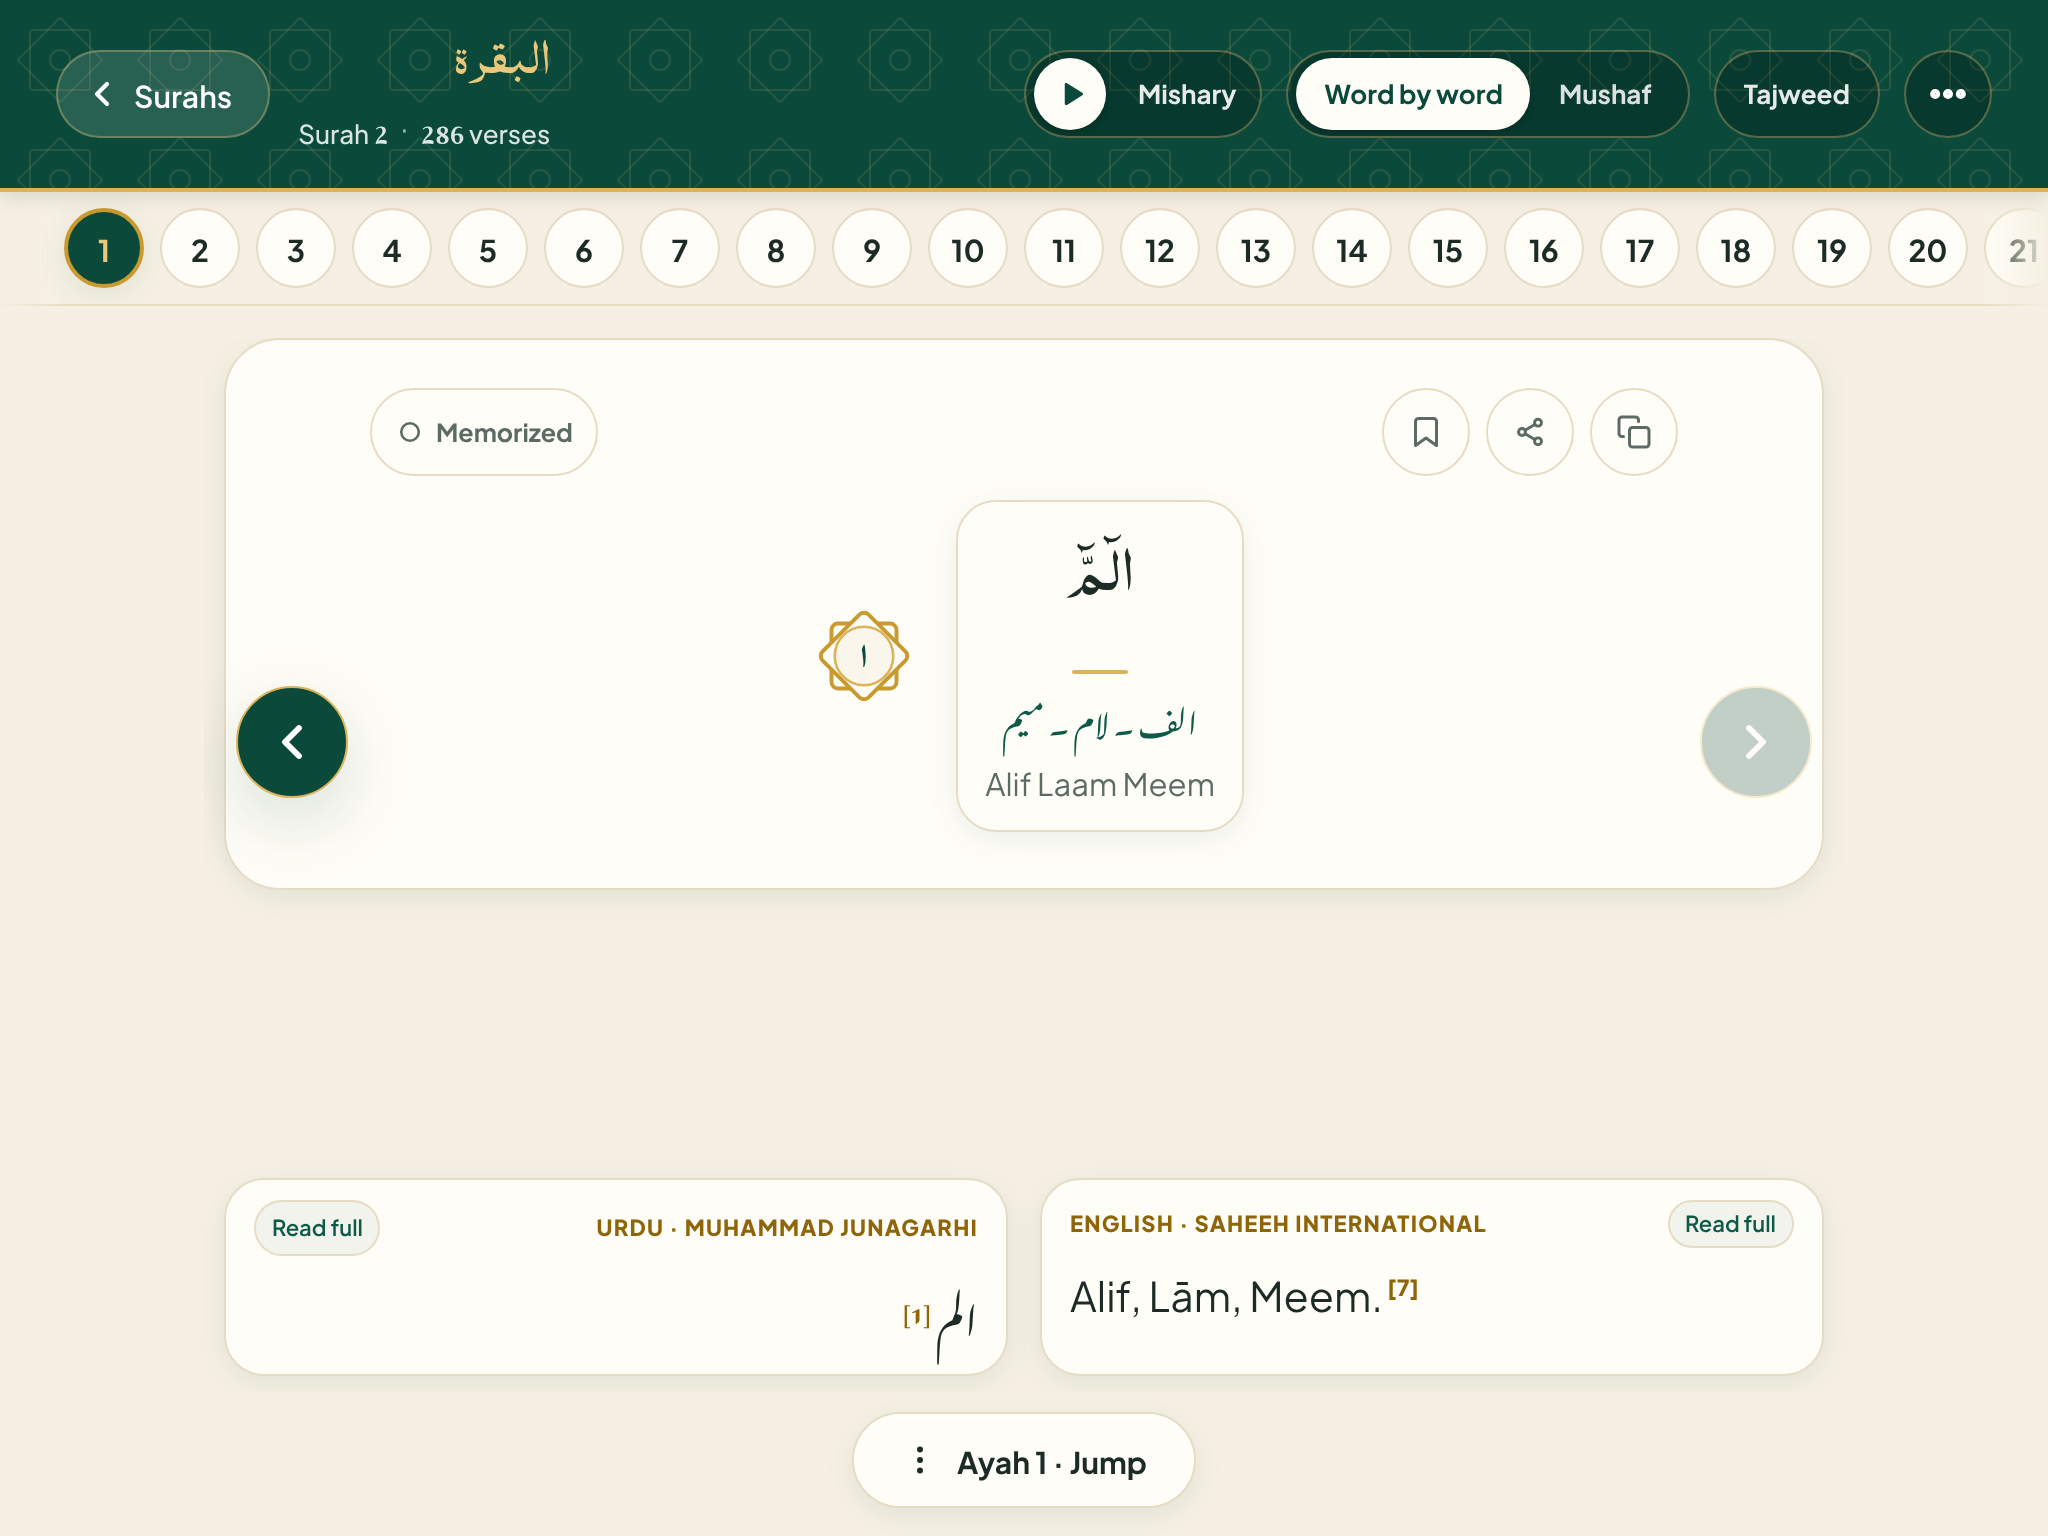 Surahs
البقرة
Surah 2 · 286 verses
Mishary
Word by word
Mushaf
Tajweed
1 2 3 4 5 6 7 8 9 10 11 12 13 14 15 16 17 18 19 20 21
Memorized
الٓمٓ
١
الف ـ لام ـ میم
Alif Laam Meem
Read full
URDU · MUHAMMAD JUNAGARHI
الم [1]
ENGLISH · SAHEEH INTERNATIONAL
Read full
Alif, Lām, Meem. [7]
Ayah 1 · Jump